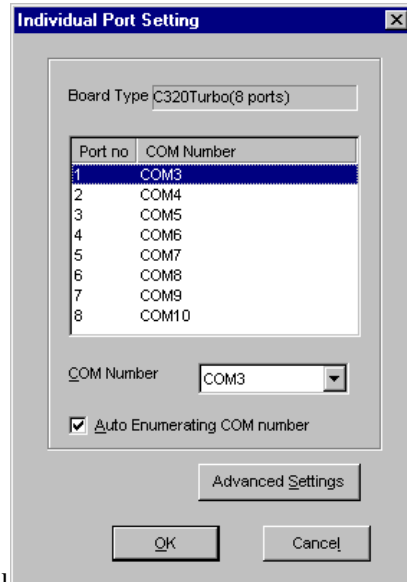 Individual Port Setting
Board Type C320Turbo(8 ports)
Port no COM Number
1 COM3
2 COM4
3 COM5
4 COM6
5 COM7
6 COM8
7 COM9
8 COM10
COM Number COM3
Auto Enumerating COM number
Advanced Settings
OK Cancel